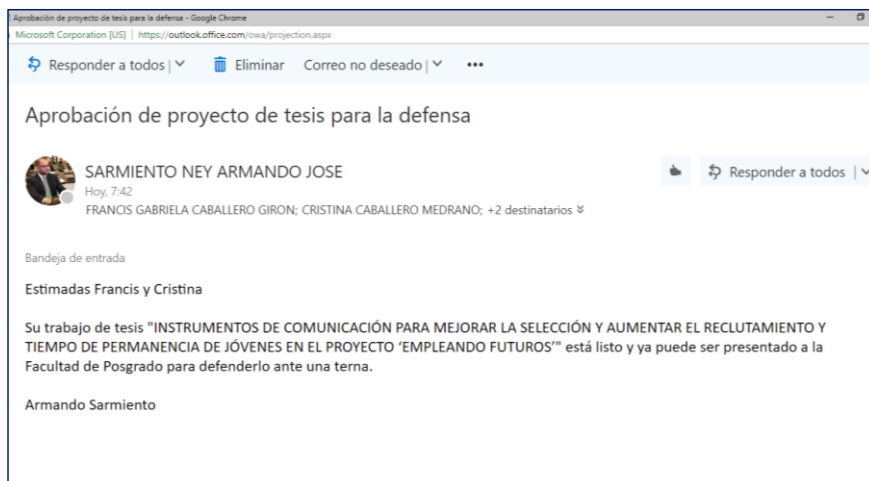 Aprobación de proyecto de tesis para la defensa - Google Chrome
Microsoft Corporation [US] | https://outlook.office.com/owa/projection.aspx
Responder a todos | Eliminar Correo no deseado | •••
Aprobación de proyecto de tesis para la defensa
SARMIENTO NEY ARMANDO JOSE
Responder a todos |
Hoy, 7:42
FRANCIS GABRIELA CABALLERO GIRON; CRISTINA CABALLERO MEDRANO; +2 destinatarios
Bandeja de entrada
Estimadas Francis y Cristina
Su trabajo de tesis "INSTRUMENTOS DE COMUNICACIÓN PARA MEJORAR LA SELECCIÓN Y AUMENTAR EL RECLUTAMIENTO Y
TIEMPO DE PERMANENCIA DE JÓVENES EN EL PROYECTO 'EMPLEANDO FUTUROS'" está listo y ya puede ser presentado a la
Facultad de Posgrado para defenderlo ante una terna.
Armando Sarmiento